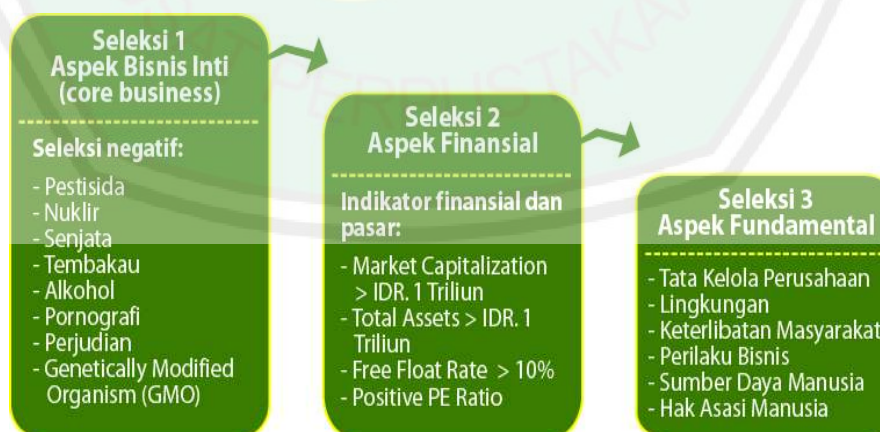 Seleksi 1
Aspek Bisnis Inti
(core business)
Seleksi negatif:
- Pestisida
- Nuklir
- Senjata
- Tembakau
- Alkohol
- Pornografi
- Perjudian
- Genetically Modified
Organism (GMO)
Seleksi 2
Aspek Finansial
Indikator finansial dan
pasar:
- Market Capitalization
> IDR. 1 Triliun
- Total Assets > IDR. 1
Triliun
- Free Float Rate > 10%
- Positive PE Ratio
Seleksi 3
Aspek Fundamental
- Tata Kelola Perusahaan
- Lingkungan
- Keterlibatan Masyarakat
- Perilaku Bisnis
- Sumber Daya Manusia
- Hak Asasi Manusia